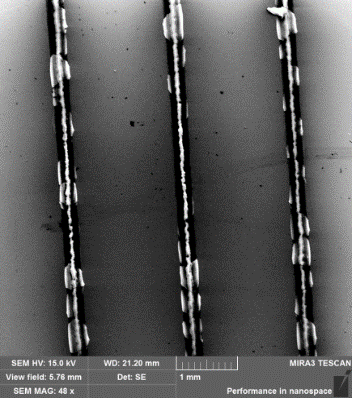 SEM HV: 15.0 kV WD: 21.20 mm MIRA3 TESCAN
View field: 5.76 mm Det: SE 1 mm
SEM MAG: 48 x Performance in nanospace